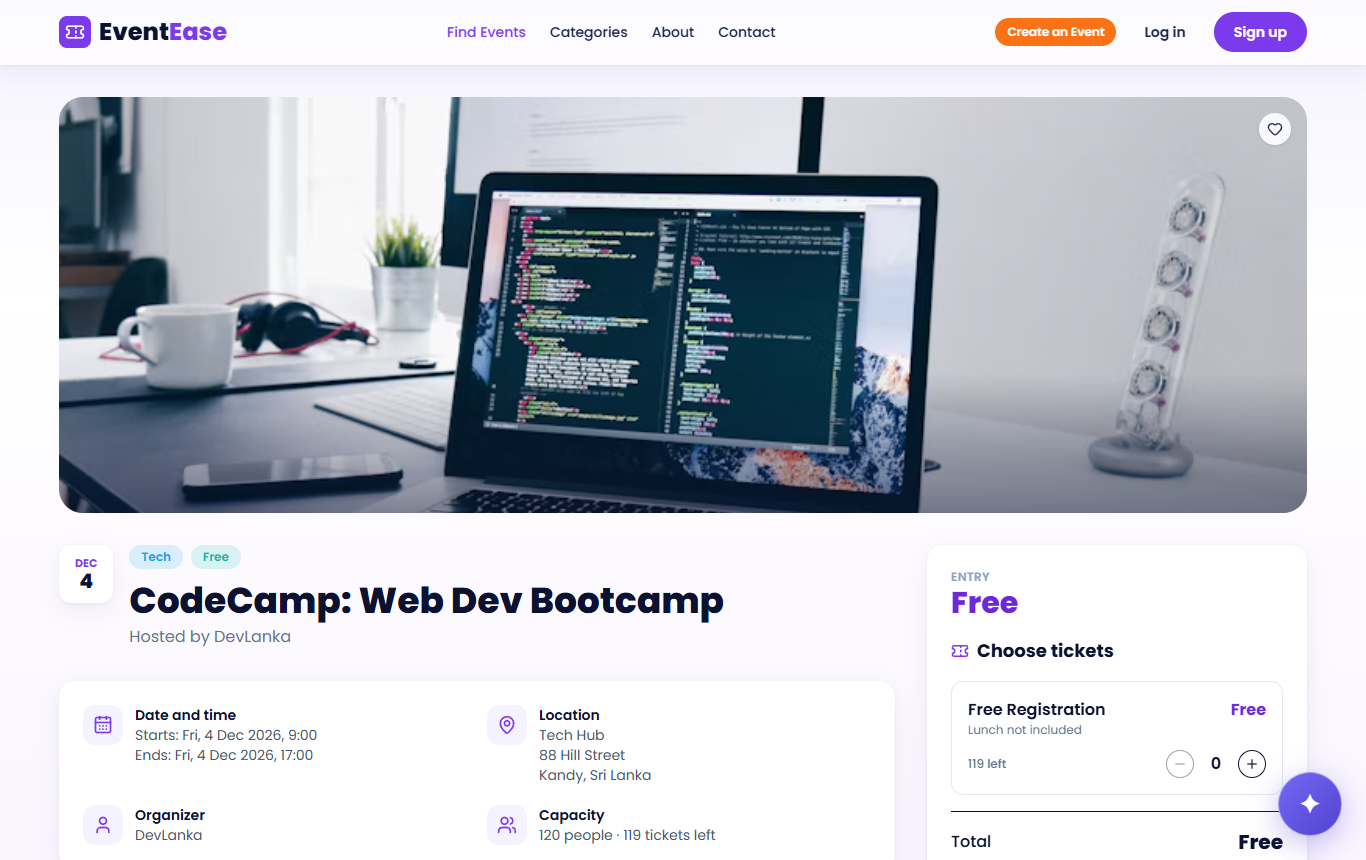 EventEase
Find Events
Categories
About
Contact
Create an Event
Log in
Sign up
DEC
4
Tech
Free
CodeCamp: Web Dev Bootcamp
Hosted by DevLanka
Date and time
Starts: Fri, 4 Dec 2026, 9:00
Ends: Fri, 4 Dec 2026, 17:00
Location
Tech Hub
88 Hill Street
Kandy, Sri Lanka
Organizer
DevLanka
Capacity
120 people · 119 tickets left
ENTRY
Free
Choose tickets
Free Registration
Free
Lunch not included
119 left
0
Total
Free